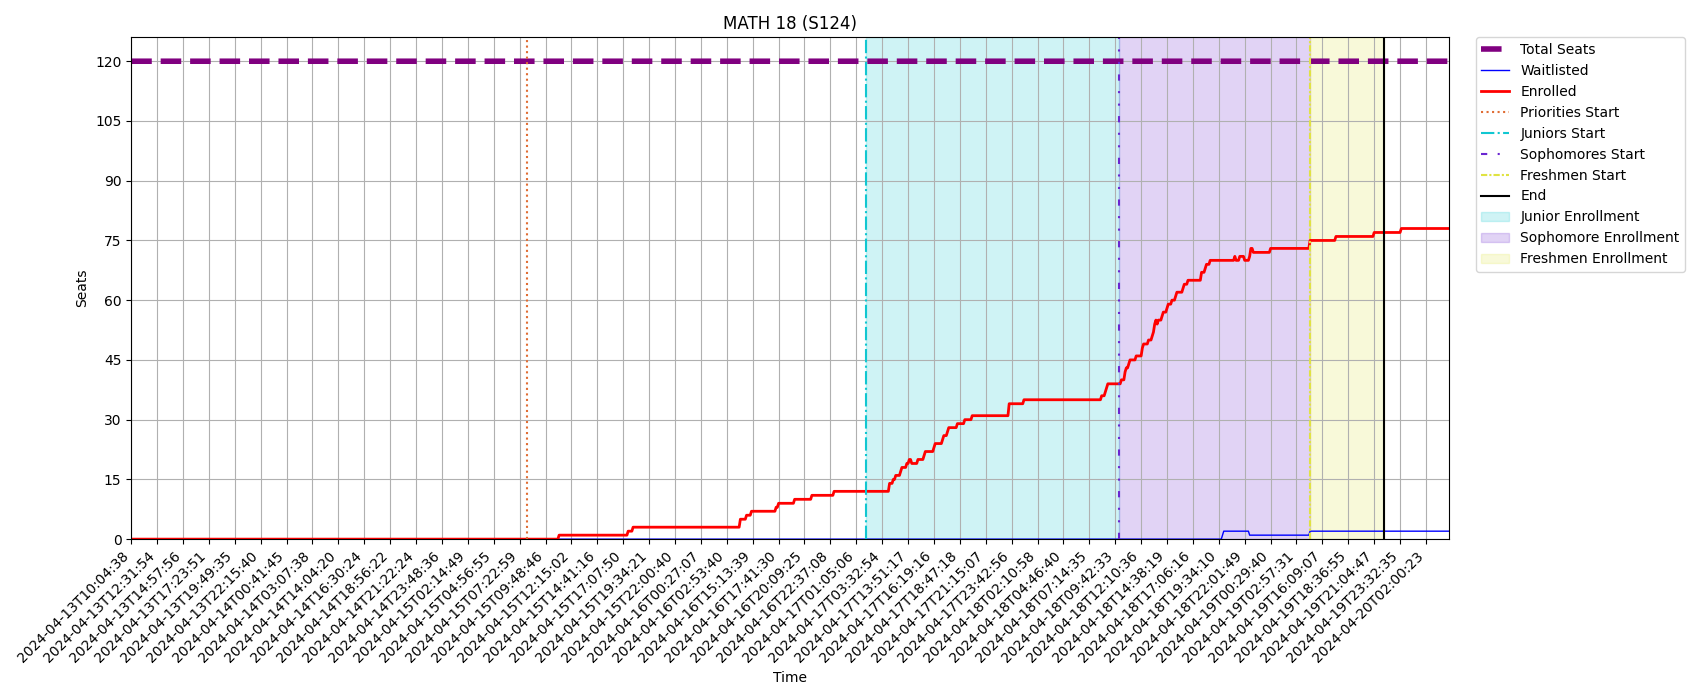 MATH 18 (S124)
120
105
90
75
60
45
30
15
0
Seats
2024-04-13T10:04:38
2024-04-13T12:31:54
2024-04-13T14:57:56
2024-04-13T17:23:51
2024-04-13T19:49:35
2024-04-13T22:15:40
2024-04-14T00:41:45
2024-04-14T03:07:38
2024-04-14T14:04:20
2024-04-14T16:30:24
2024-04-14T18:56:22
2024-04-14T21:22:24
2024-04-14T23:48:36
2024-04-15T02:14:49
2024-04-15T04:56:55
2024-04-15T07:22:59
2024-04-15T09:48:46
2024-04-15T12:15:02
2024-04-15T14:41:16
2024-04-15T17:07:50
2024-04-15T19:34:21
2024-04-15T22:00:40
2024-04-16T00:27:07
2024-04-16T02:53:40
2024-04-16T15:13:39
2024-04-16T17:41:30
2024-04-16T20:09:25
2024-04-16T22:37:08
2024-04-17T01:05:06
2024-04-17T03:32:54
2024-04-17T13:51:17
2024-04-17T16:19:16
2024-04-17T18:47:18
2024-04-17T21:15:07
2024-04-17T23:42:56
2024-04-18T02:10:58
2024-04-18T04:46:40
2024-04-18T07:14:35
2024-04-18T09:42:33
2024-04-18T12:10:36
2024-04-18T14:38:19
2024-04-18T17:06:16
2024-04-18T19:34:10
2024-04-18T22:01:49
2024-04-19T00:29:40
2024-04-19T02:57:31
2024-04-19T16:09:07
2024-04-19T18:36:55
2024-04-19T21:04:47
2024-04-19T23:32:35
2024-04-20T02:00:23
Time
Total Seats
Waitlisted
Enrolled
Priorities Start
Juniors Start
Sophomores Start
Freshmen Start
End
Junior Enrollment
Sophomore Enrollment
Freshmen Enrollment